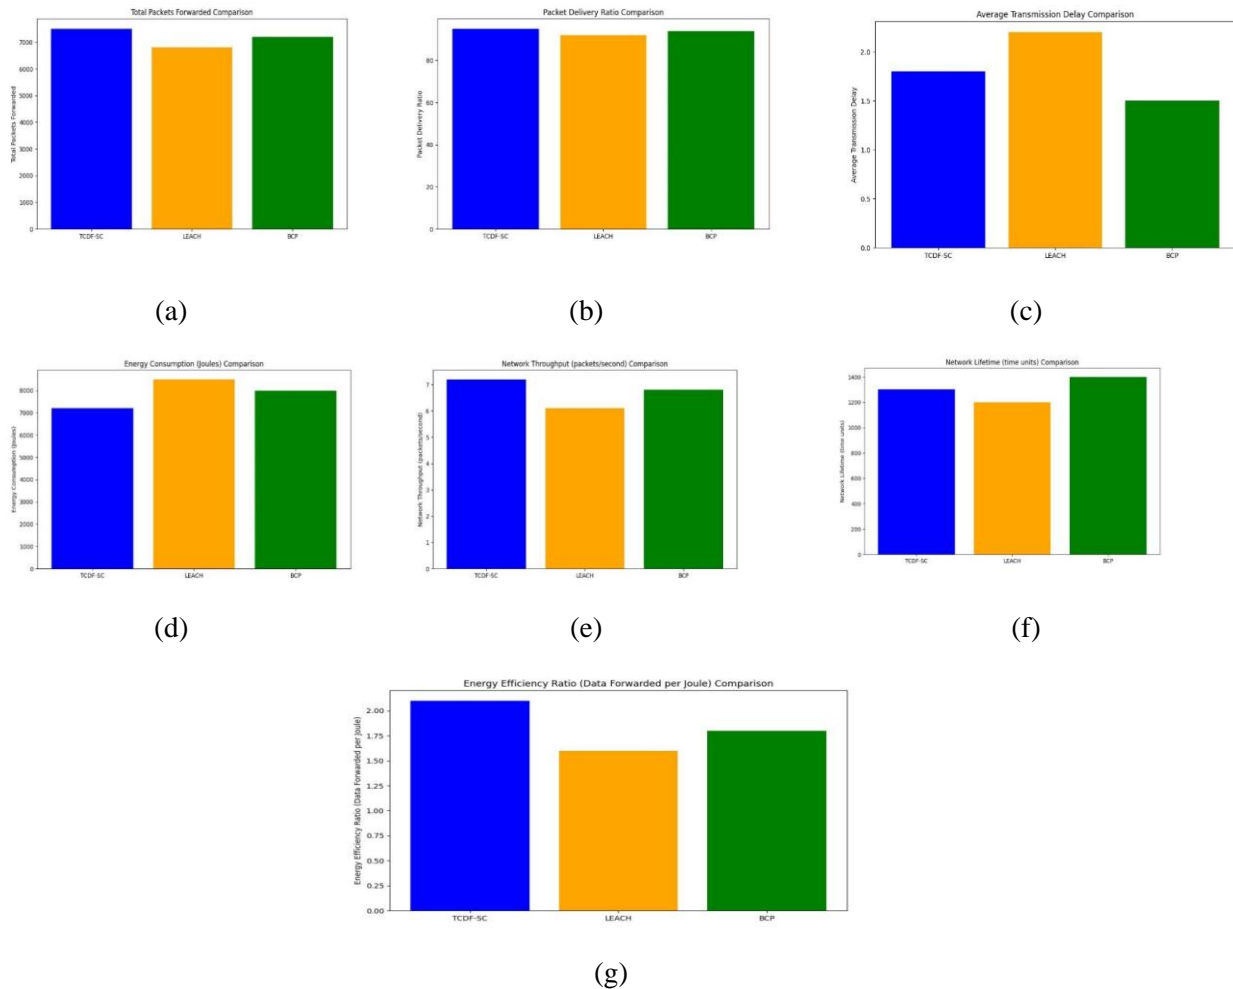 Total Packets Forwarded Comparison
Total Packets Forwarded
7000
6000
5000
4000
3000
2000
1000
0
TCDF-SC LEACH BCP
(a)
Packet Delivery Ratio Comparison
Packet Delivery Ratio
80
60
40
20
0
TCDF-SC LEACH BCP
(b)
Average Transmission Delay Comparison
Average Transmission Delay
2.0
1.5
1.0
0.5
0.0
TCDF-SC LEACH BCP
(c)
Energy Consumption (Joules) Comparison
Energy Consumption (Joules)
8000
7000
6000
5000
4000
3000
2000
1000
0
TCDF-SC LEACH BCP
(d)
Network Throughput (packets/second) Comparison
Network Throughput (packets/second)
7
6
5
4
3
2
1
0
TCDF-SC LEACH BCP
(e)
Network Lifetime (time units) Comparison
Network Lifetime (time units)
1400
1200
1000
800
600
400
200
0
TCDF-SC LEACH BCP
(f)
Energy Efficiency Ratio (Data Forwarded per Joule) Comparison
Energy Efficiency Ratio (Data Forwarded per Joule)
2.00
1.75
1.50
1.25
1.00
0.75
0.50
0.25
0.00
TCDF-SC LEACH BCP
(g)